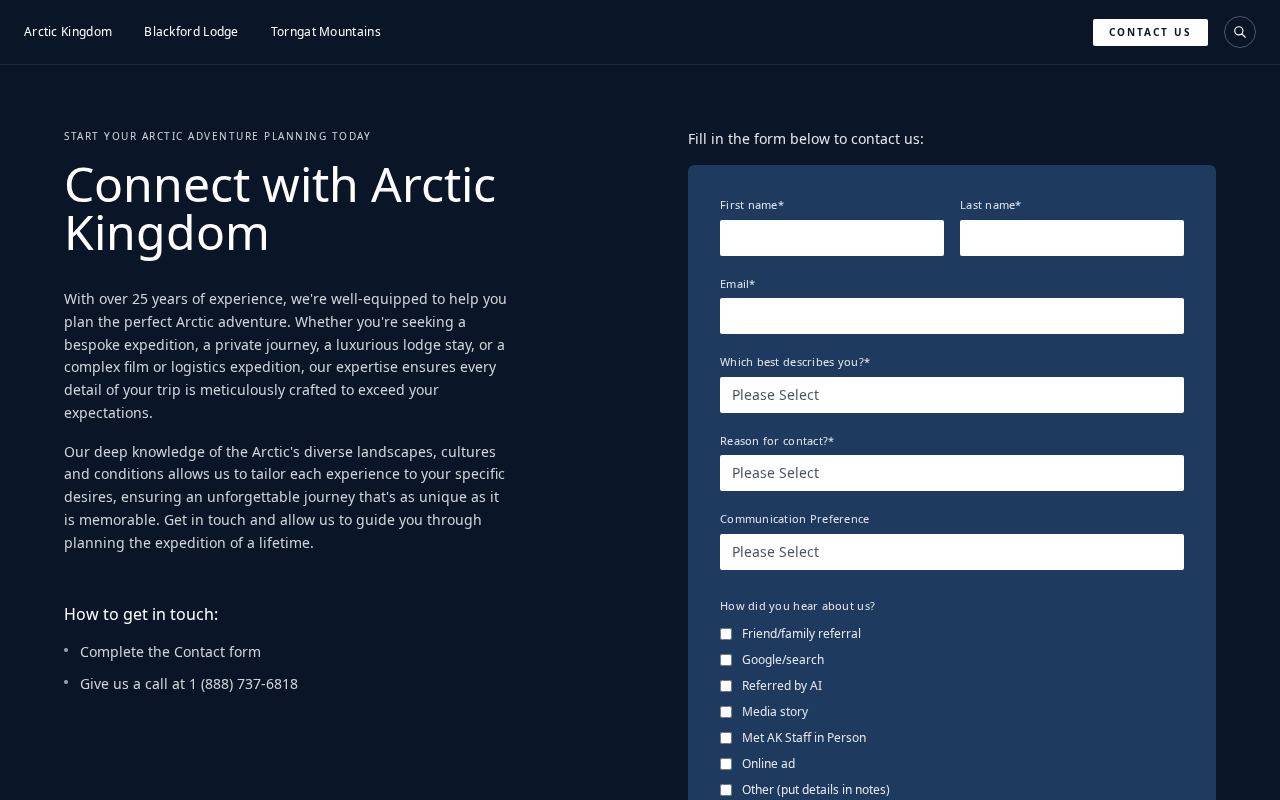 Arctic Kingdom
Blackford Lodge
Torngat Mountains
CONTACT US
START YOUR ARCTIC ADVENTURE PLANNING TODAY
Connect with Arctic
Kingdom
With over 25 years of experience, we're well-equipped to help you
plan the perfect Arctic adventure. Whether you're seeking a
bespoke expedition, a private journey, a luxurious lodge stay, or a
complex film or logistics expedition, our expertise ensures every
detail of your trip is meticulously crafted to exceed your
expectations.
Our deep knowledge of the Arctic's diverse landscapes, cultures
and conditions allows us to tailor each experience to your specific
desires, ensuring an unforgettable journey that's as unique as it
is memorable. Get in touch and allow us to guide you through
planning the expedition of a lifetime.
How to get in touch:
Complete the Contact form
Give us a call at 1 (888) 737-6818
Fill in the form below to contact us:
First name*
Last name*
Email*
Which best describes you?*
Please Select
Reason for contact?*
Please Select
Communication Preference
Please Select
How did you hear about us?
Friend/family referral
Google/search
Referred by AI
Media story
Met AK Staff in Person
Online ad
Other (put details in notes)